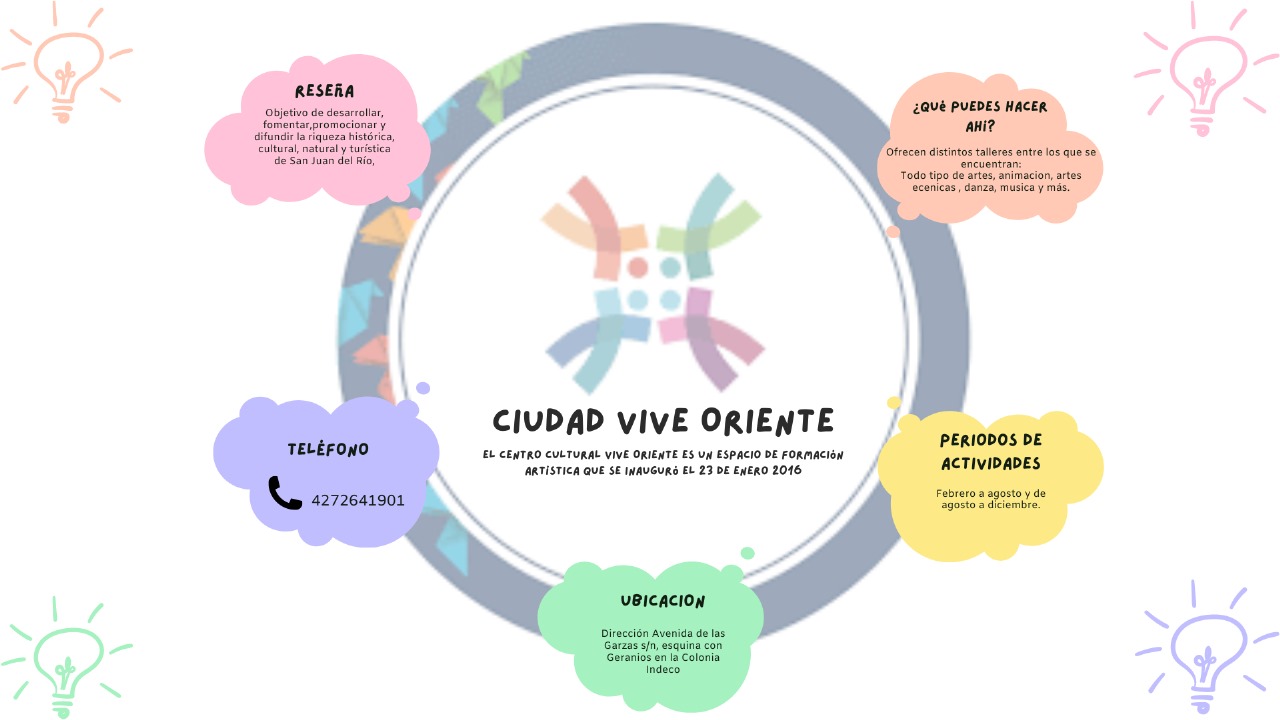 RESEÑA
Objetivo de desarrollar,
fomentar,promocionar y
difundir la riqueza histórica,
cultural, natural y turística
de San Juan del Río,
¿QUÉ PUEDES HACER
AHÍ?
Ofrecen distintos talleres entre los que se
encuentran:
Todo tipo de artes, animacion, artes
ecenicas , danza, musica y más.
CIUDAD VIVE ORIENTE
EL CENTRO CULTURAL VIVE ORIENTE ES UN ESPACIO DE FORMACIÓN
ARTÍSTICA QUE SE INAUGURÓ EL 23 DE ENERO 2016
TELÉFONO
4272641901
PERIODOS DE
ACTIVIDADES
Febrero a agosto y de
agosto a diciembre.
UBICACION
Dirección Avenida de las
Garzas s/n, esquina con
Geranios en la Colonia
Indeco